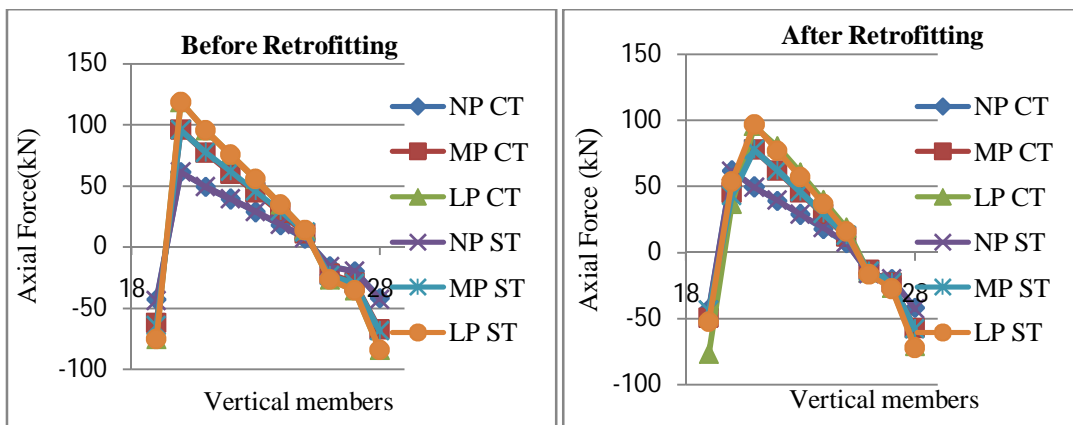 Before Retrofitting
150
100
50
0
-50
-100
18
28
Axial Force(kN)
Vertical members
NP CT
MP CT
LP CT
NP ST
MP ST
LP ST
After Retrofitting
150
100
50
0
-50
-100
18
28
Axial Force (kN)
Vertical members
NP CT
MP CT
LP CT
NP ST
MP ST
LP ST